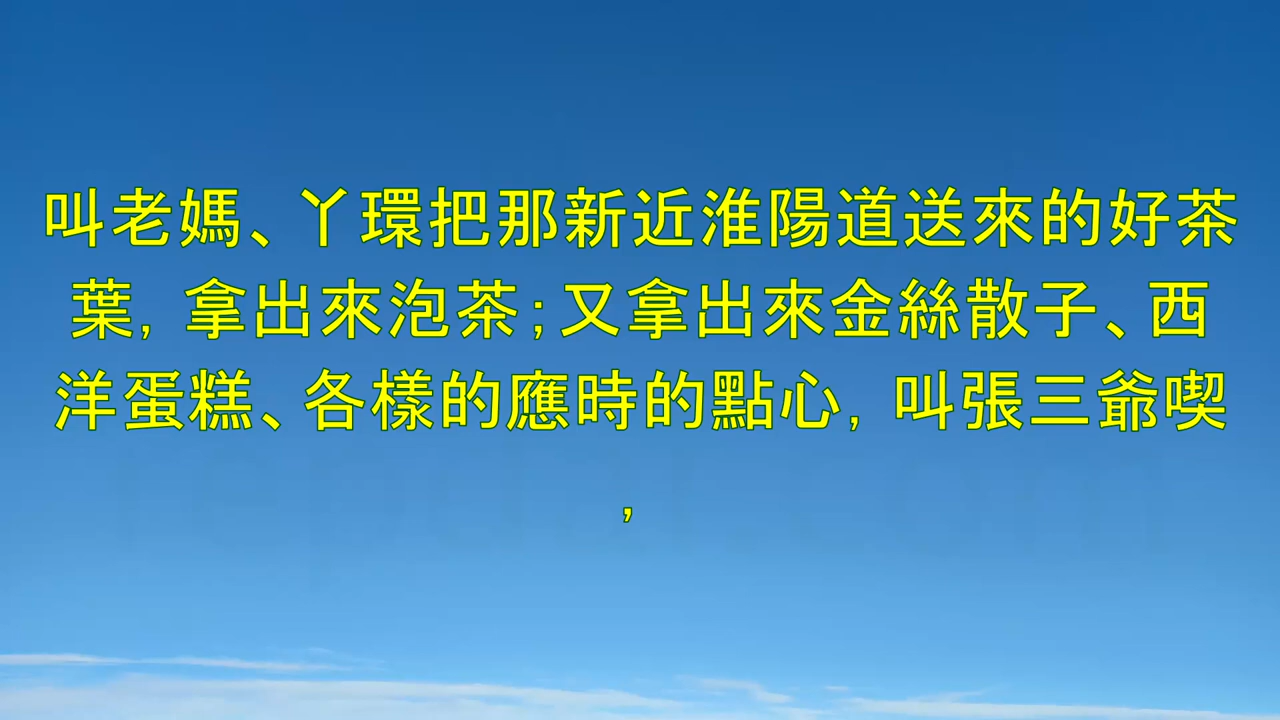 叫老媽、丫環把那新近淮陽道送來的好茶
葉，拿出來泡茶；又拿出來金絲散子、西
洋蛋糕、各樣的應時的點心，叫張三爺喫
，